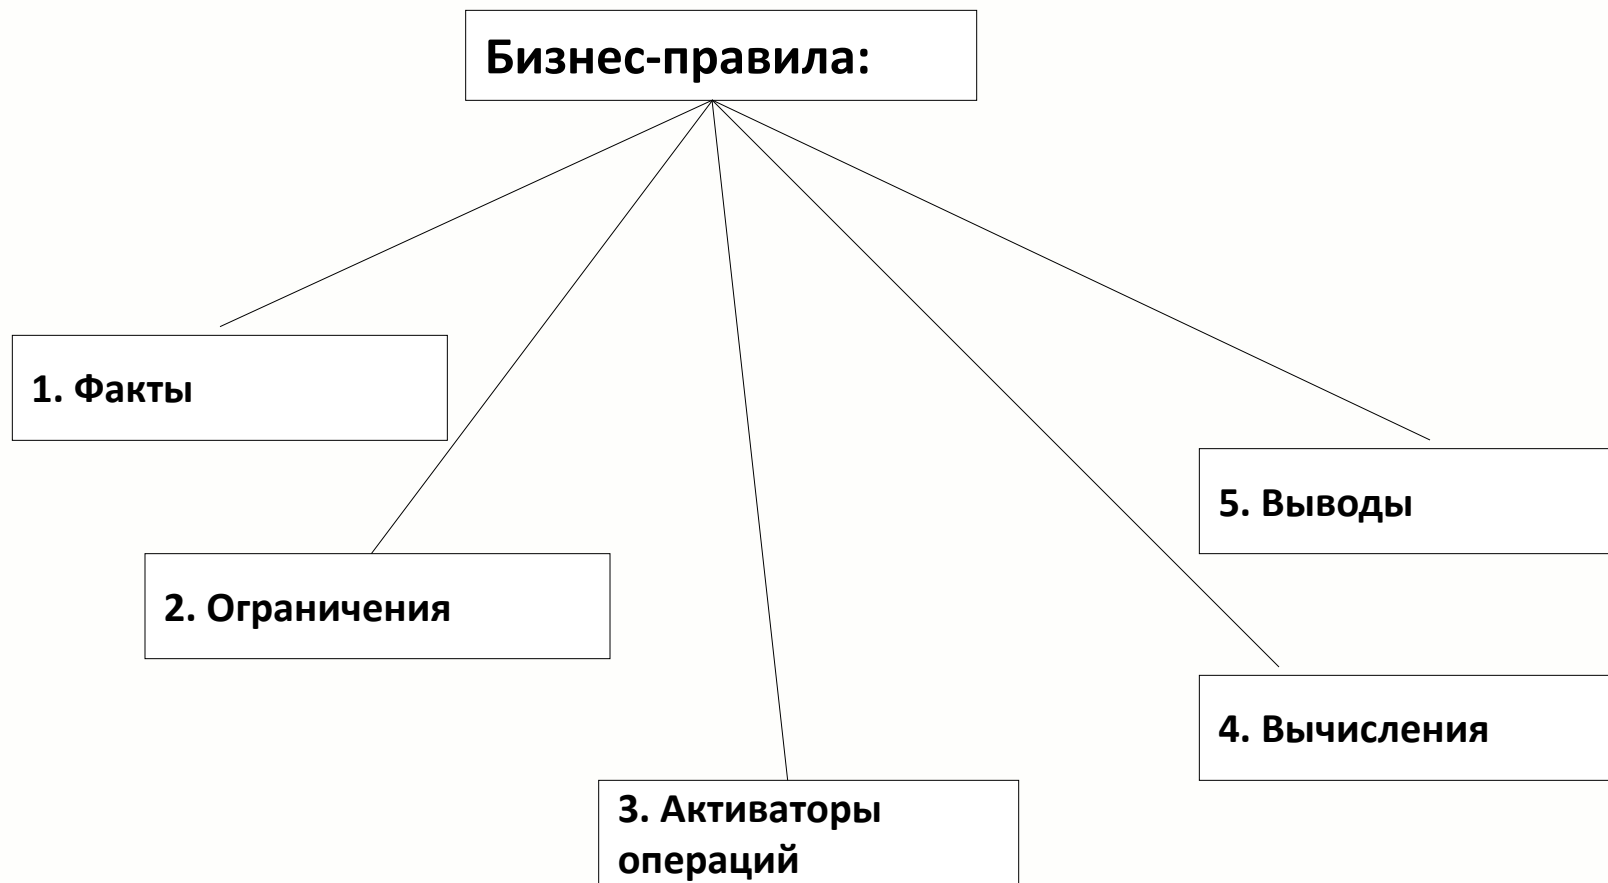 Бизнес-правила:
1. Факты
2. Ограничения
3. Активаторы
операций
4. Вычисления
5. Выводы